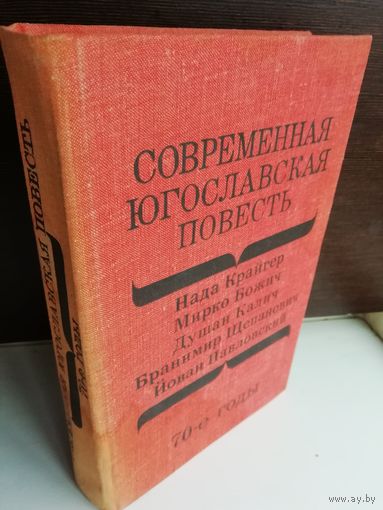 СОВРЕМЕННАЯ
ЮГОСЛАВСКАЯ
ПОВЕСТЬ
Нада Крайгер
Мирко Божич
Душан Калич
Бранимир Щепанович
Йован Павловский
70-е годы
ЮГОСЛАВСКАЯ ПОВЕСТЬ
70-е годы
www.ay.by